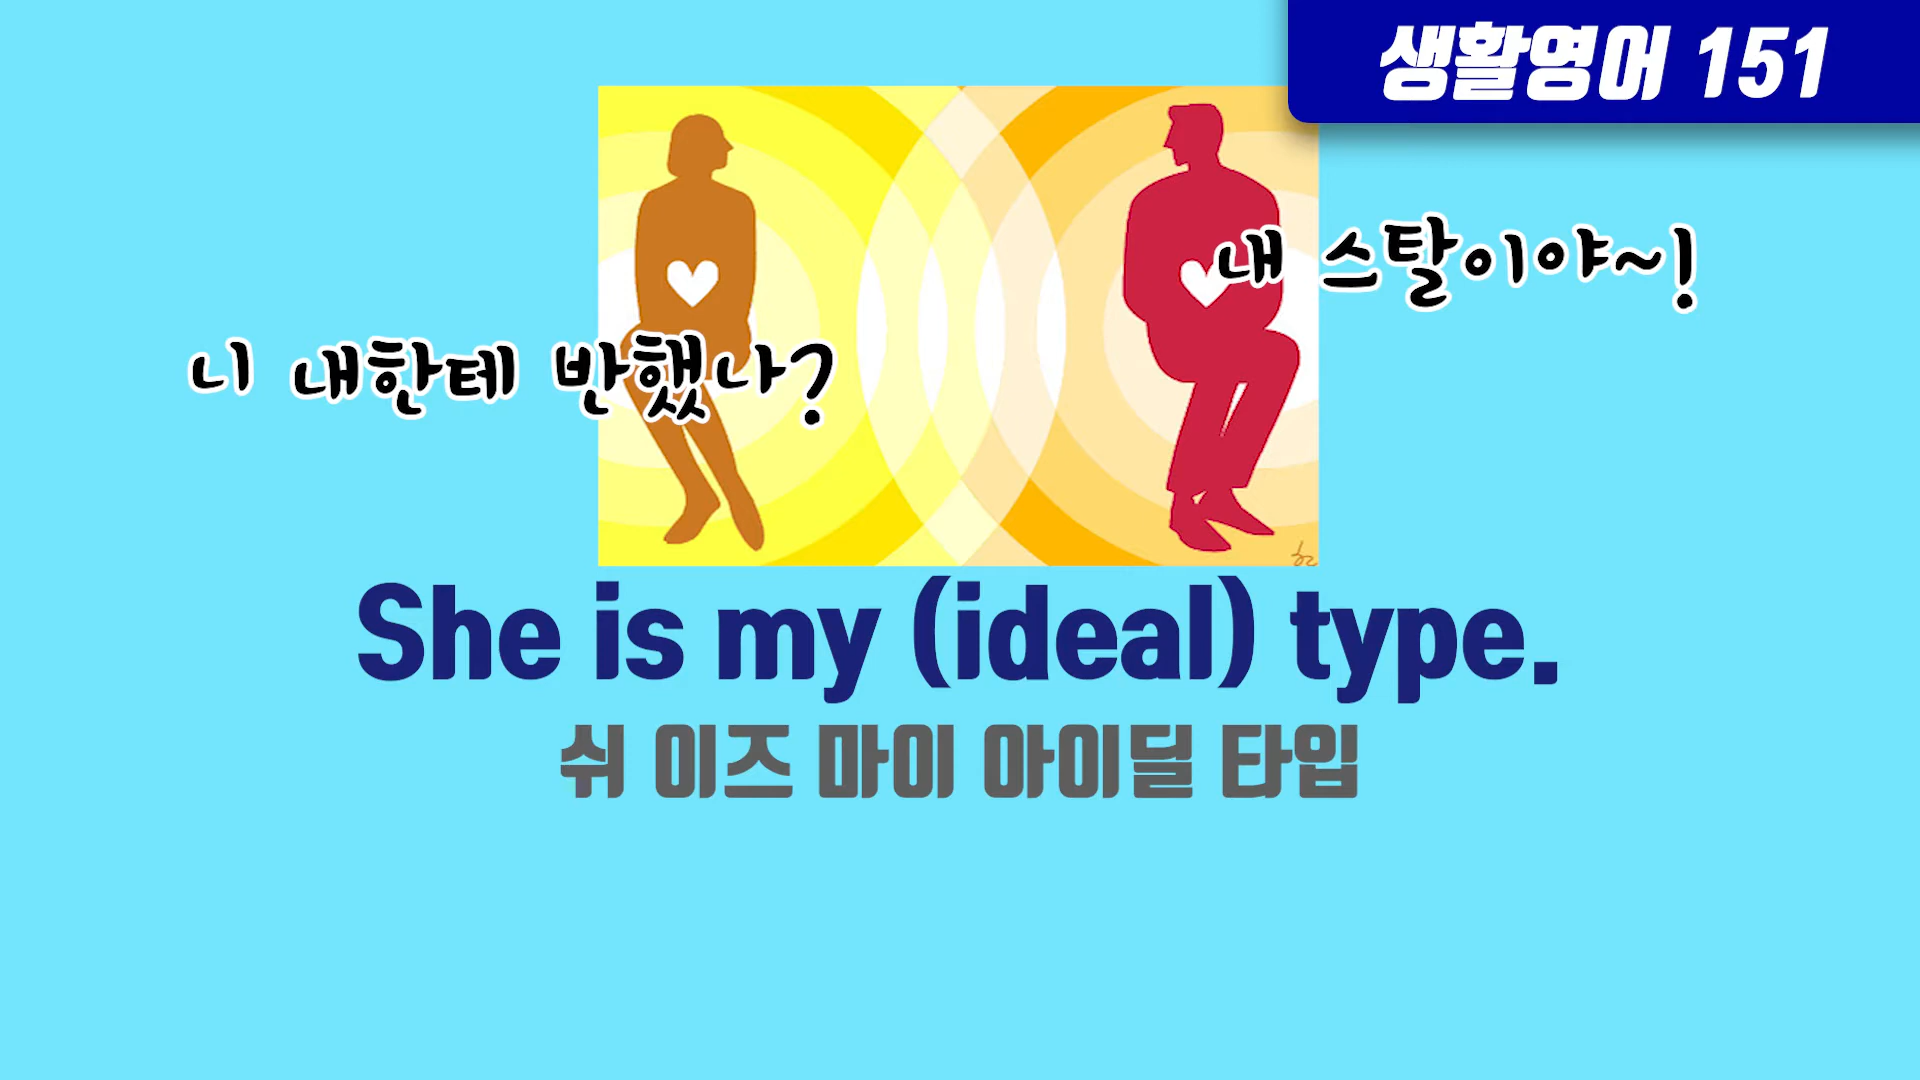 생활영어 151
내 스탈이야~!
니 내한테 반했나?
She is my (ideal) type.
쉬 이즈 마이 아이딜 타입